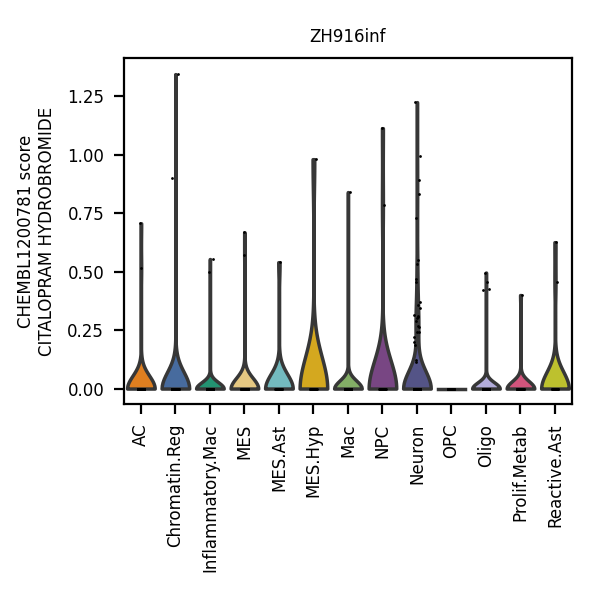 ZH916inf
CHEMBL1200781 score
CITALOPRAM HYDROBROMIDE
1.25
1.00
0.75
0.50
0.25
0.00
AC
Chromatin.Reg
Inflammatory.Mac
MES
MES.Ast
MES.Hyp
Mac
NPC
Neuron
OPC
Oligo
Prolif.Metab
Reactive.Ast